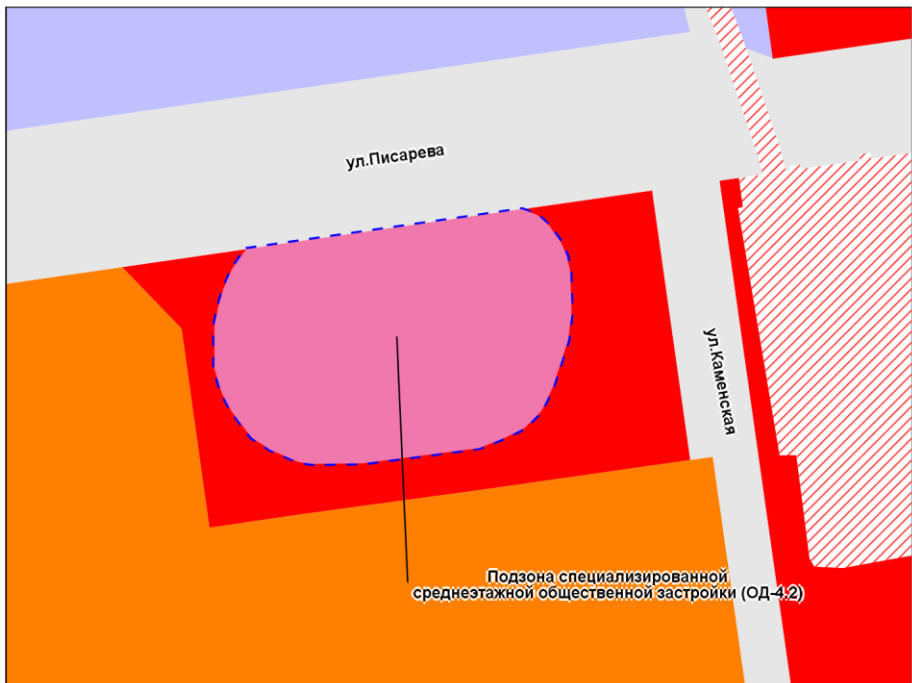 ул.Писарева
ул.Каменская
Подзона специализированной
среднеэтажной общественной застройки (ОД-4.2)